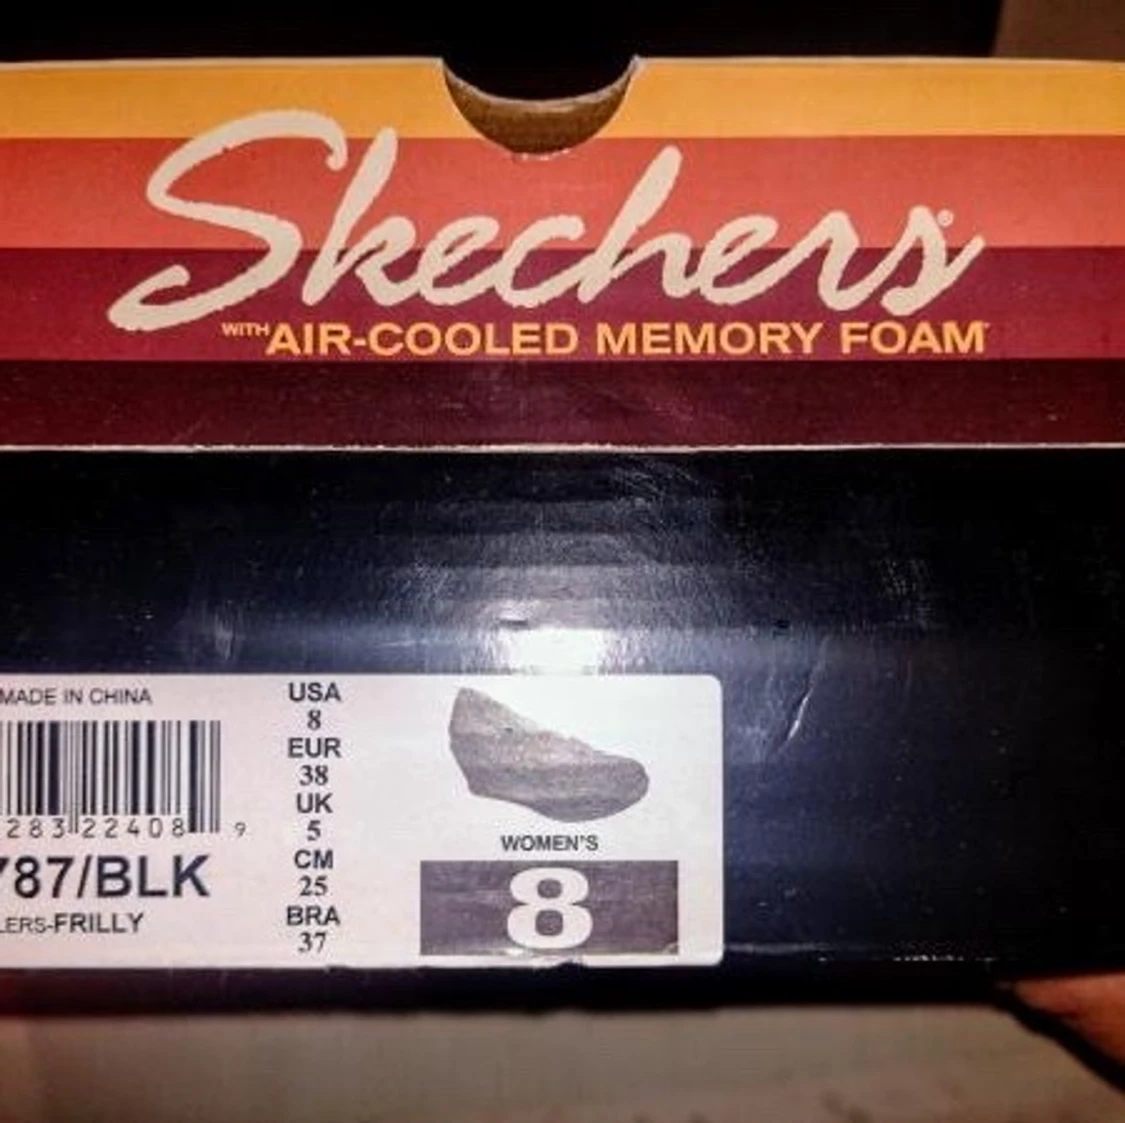 Skechers®
WITH AIR-COOLED MEMORY FOAM
MADE IN CHINA
283 22408 9
787/BLK
LERS-FRILLY
USA
8
EUR
38
UK
5
CM
25
BRA
37
WOMEN'S
8